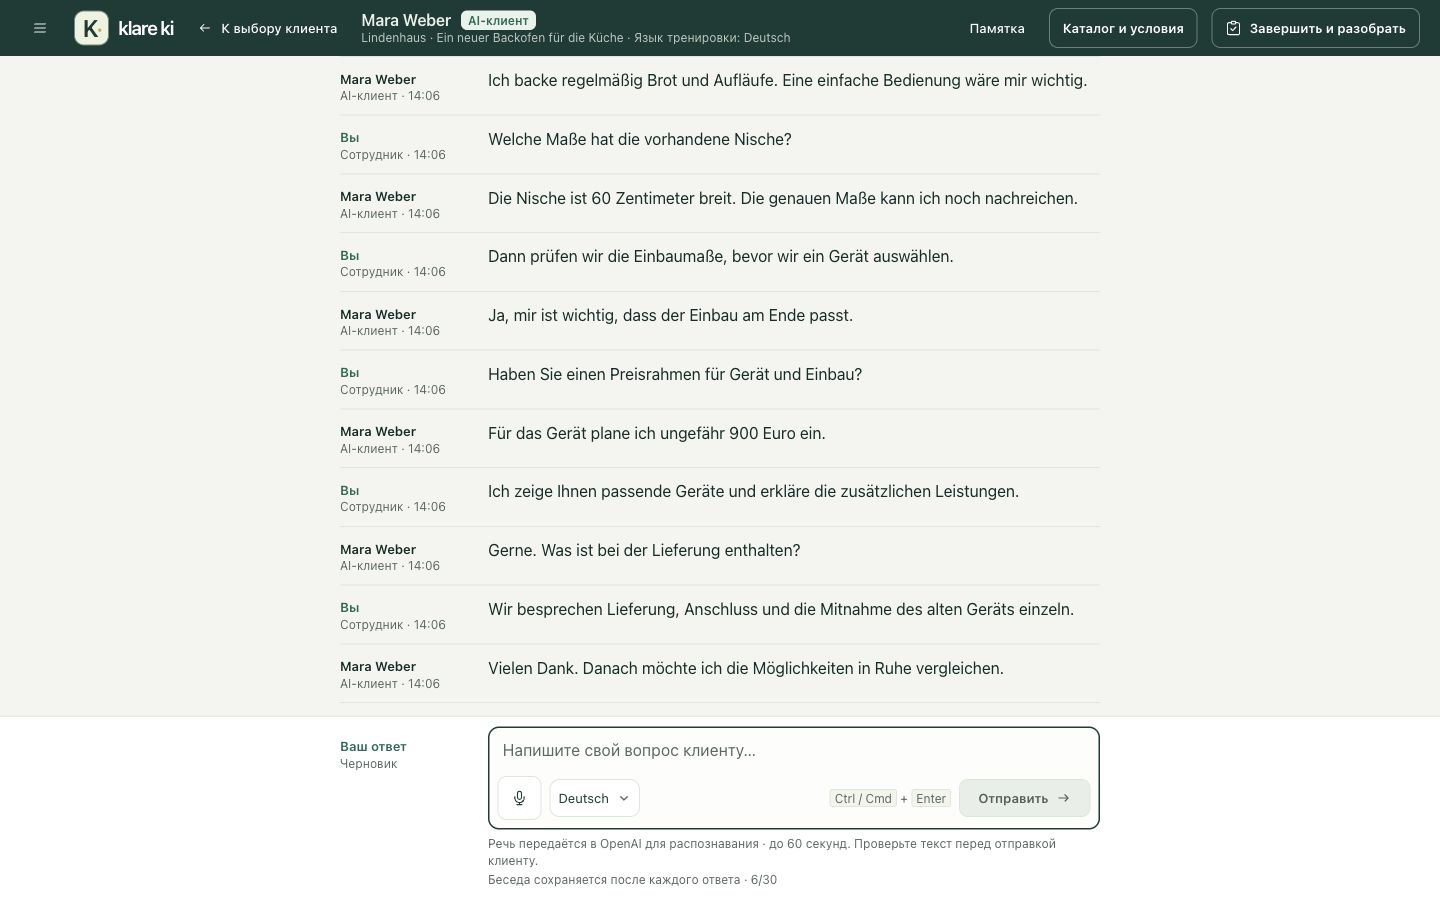 K.
klare ki
← К выбору клиента
Mara Weber AI-клиент
Lindenhaus · Ein neuer Backofen für die Küche · Язык тренировки: Deutsch
Памятка
Каталог и условия
Завершить и разобрать
Mara Weber
AI-клиент · 14:06
Ich backe regelmäßig Brot und Aufläufe. Eine einfache Bedienung wäre mir wichtig.
Вы
Сотрудник · 14:06
Welche Maße hat die vorhandene Nische?
Mara Weber
AI-клиент · 14:06
Die Nische ist 60 Zentimeter breit. Die genauen Maße kann ich noch nachreichen.
Вы
Сотрудник · 14:06
Dann prüfen wir die Einbaumaße, bevor wir ein Gerät auswählen.
Mara Weber
AI-клиент · 14:06
Ja, mir ist wichtig, dass der Einbau am Ende passt.
Вы
Сотрудник · 14:06
Haben Sie einen Preisrahmen für Gerät und Einbau?
Mara Weber
AI-клиент · 14:06
Für das Gerät plane ich ungefähr 900 Euro ein.
Вы
Сотрудник · 14:06
Ich zeige Ihnen passende Geräte und erkläre die zusätzlichen Leistungen.
Mara Weber
AI-клиент · 14:06
Gerne. Was ist bei der Lieferung enthalten?
Вы
Сотрудник · 14:06
Wir besprechen Lieferung, Anschluss und die Mitnahme des alten Geräts einzeln.
Mara Weber
AI-клиент · 14:06
Vielen Dank. Danach möchte ich die Möglichkeiten in Ruhe vergleichen.
Ваш ответ
Черновик
Напишите свой вопрос клиенту...
Deutsch
Ctrl / Cmd + Enter
Отправить →
Речь передаётся в OpenAI для распознавания · до 60 секунд. Проверьте текст перед отправкой
клиенту.
Беседа сохраняется после каждого ответа · 6/30